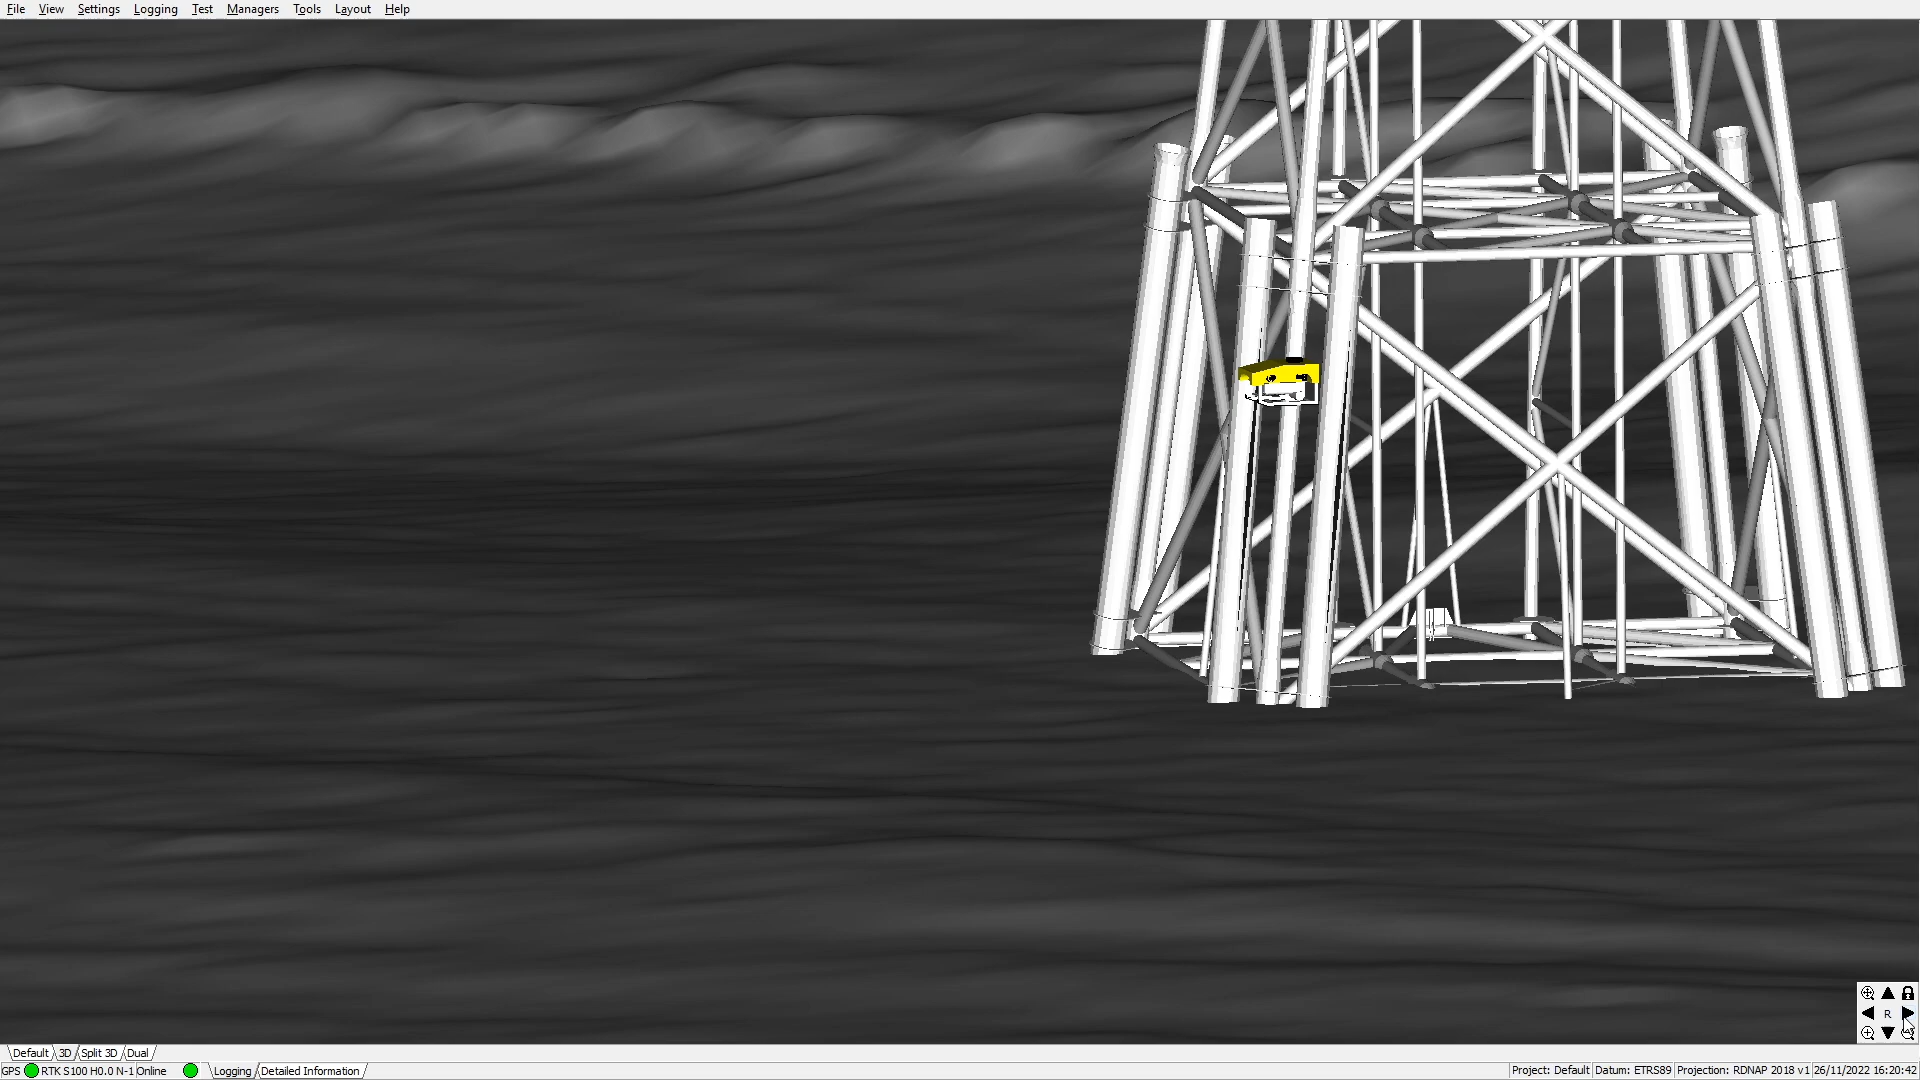 File View Settings Logging Test Managers Tools Layout Help
R
Default 3D Split 3D Dual
GPS RTK S100 H0.0 N-1 Online Logging Detailed Information Project: Default Datum: ETRS89 Projection: RDNAP 2018 v1 26/11/2022 16:20:42